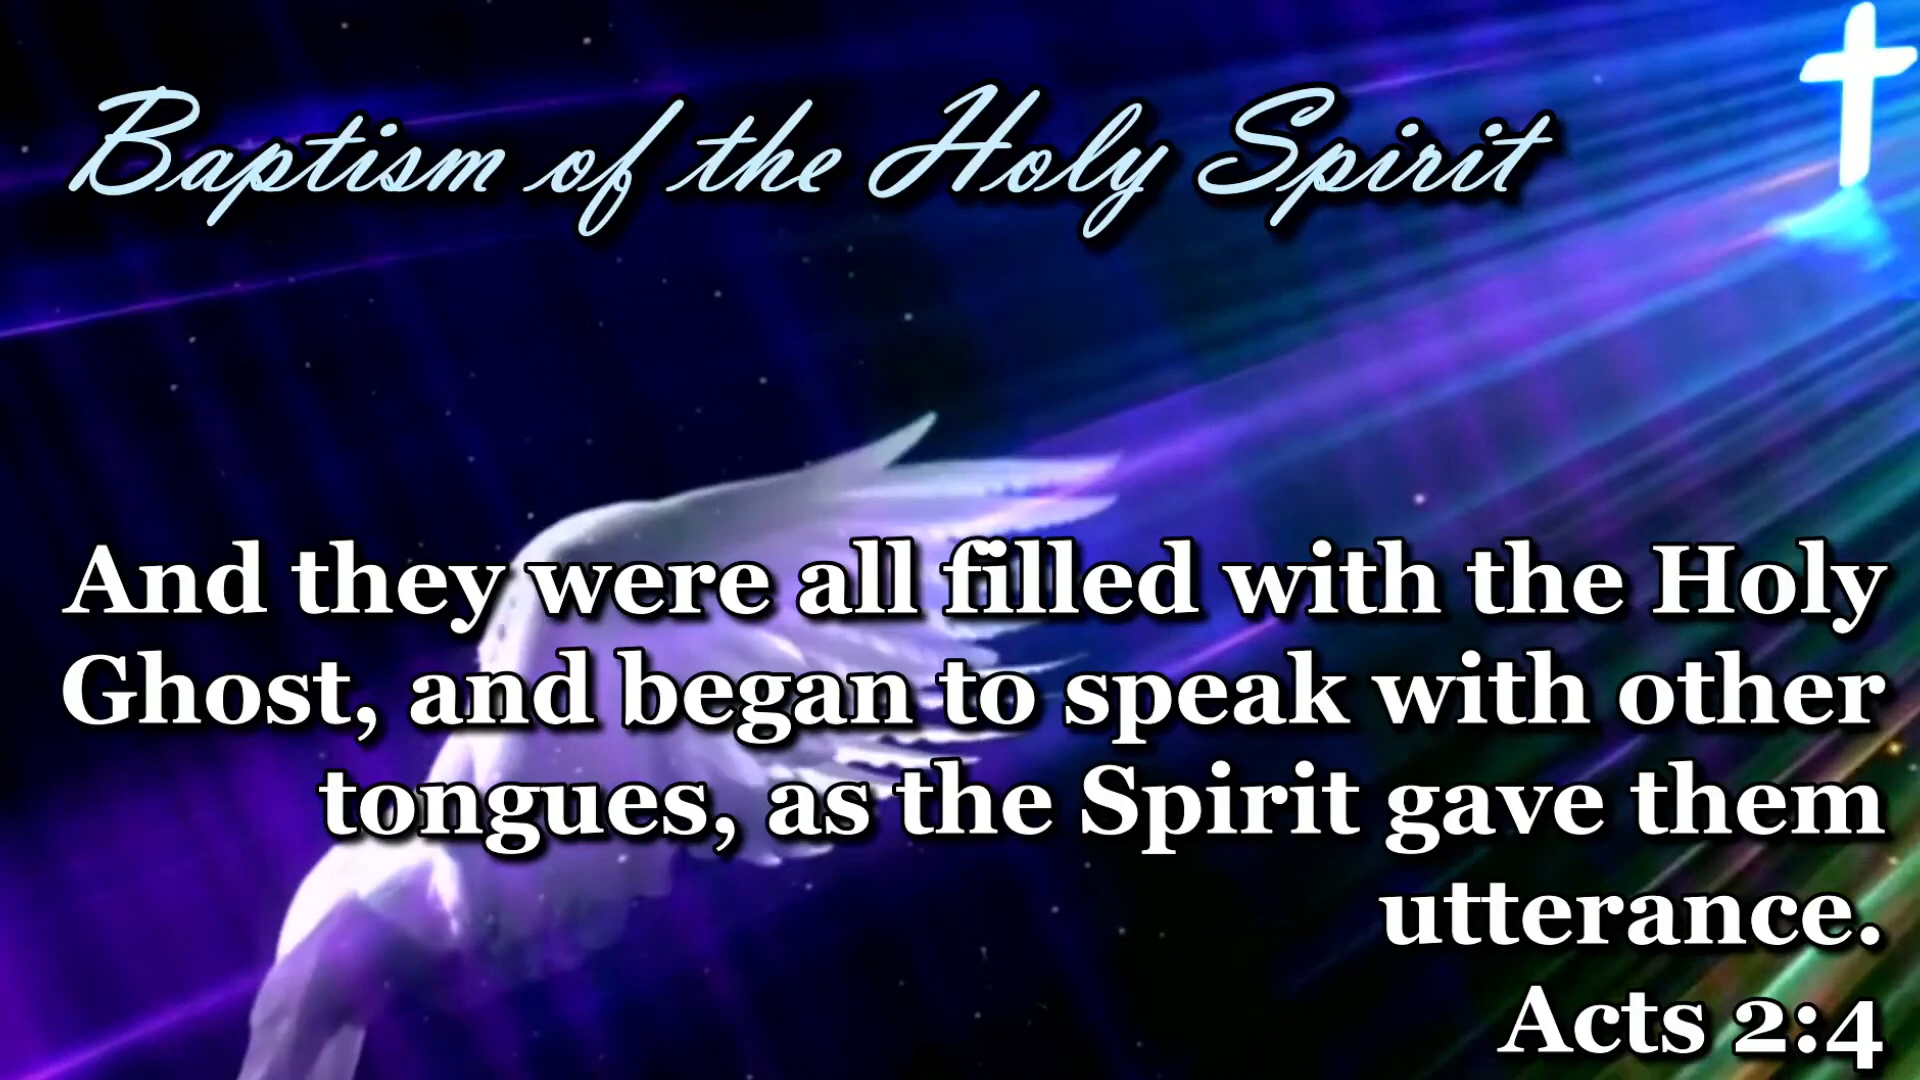 Baptism of the Holy Spirit
And they were all filled with the Holy
Ghost, and began to speak with other
tongues, as the Spirit gave them
utterance.
Acts 2:4